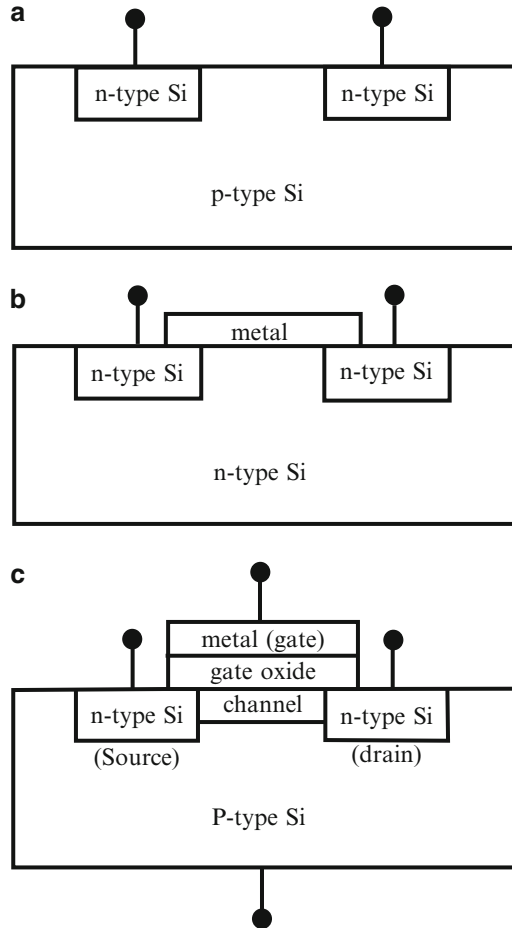 a
n-type Si n-type Si
p-type Si
b
metal
n-type Si n-type Si
n-type Si
c
metal (gate)
gate oxide
n-type Si channel n-type Si
(Source) (drain)
P-type Si